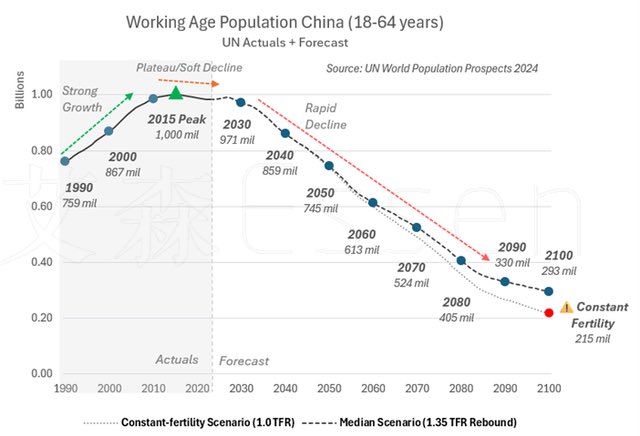 Working Age Population China (18-64 years)
UN Actuals + Forecast
Source: UN World Population Prospects 2024
Plateau/Soft Decline
Strong
Growth
Rapid
Decline
Billions
1.00
0.80
0.60
0.40
0.20
0.00
1990
759 mil
2000
867 mil
2015 Peak
1,000 mil
2030
971 mil
2040
859 mil
2050
745 mil
2060
613 mil
2070
524 mil
2080
405 mil
2090
330 mil
2100
293 mil
Constant
Fertility
215 mil
Actuals
Forecast
1990 2000 2010 2020 2030 2040 2050 2060 2070 2080 2090 2100
Constant-fertility Scenario (1.0 TFR)
Median Scenario (1.35 TFR Rebound)
艾森 Essen